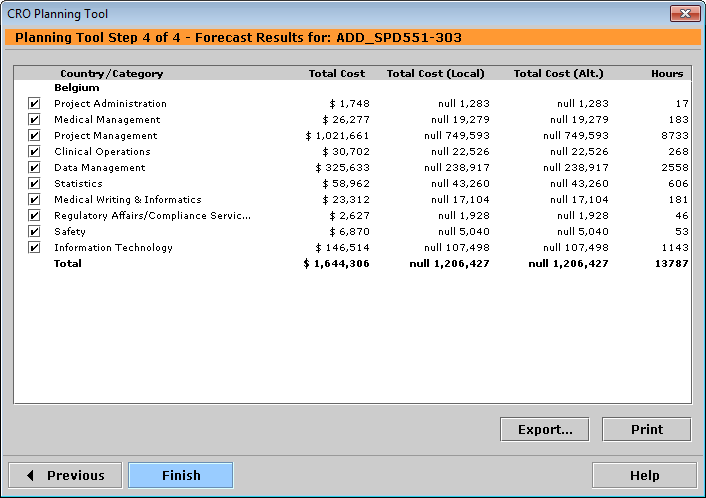 CRO Planning Tool
Planning Tool Step 4 of 4 - Forecast Results for: ADD_SPD551-303
Country/Category Total Cost Total Cost (Local) Total Cost (Alt.) Hours
Belgium
Project Administration $ 1,748 null 1,283 null 1,283 17
Medical Management $ 26,277 null 19,279 null 19,279 183
Project Management $ 1,021,661 null 749,593 null 749,593 8733
Clinical Operations $ 30,702 null 22,526 null 22,526 268
Data Management $ 325,633 null 238,917 null 238,917 2558
Statistics $ 58,962 null 43,260 null 43,260 606
Medical Writing & Informatics $ 23,312 null 17,104 null 17,104 181
Regulatory Affairs/Compliance Servic... $ 2,627 null 1,928 null 1,928 46
Safety $ 6,870 null 5,040 null 5,040 53
Information Technology $ 146,514 null 107,498 null 107,498 1143
Total $ 1,644,306 null 1,206,427 null 1,206,427 13787
Export... Print
Previous Finish Help